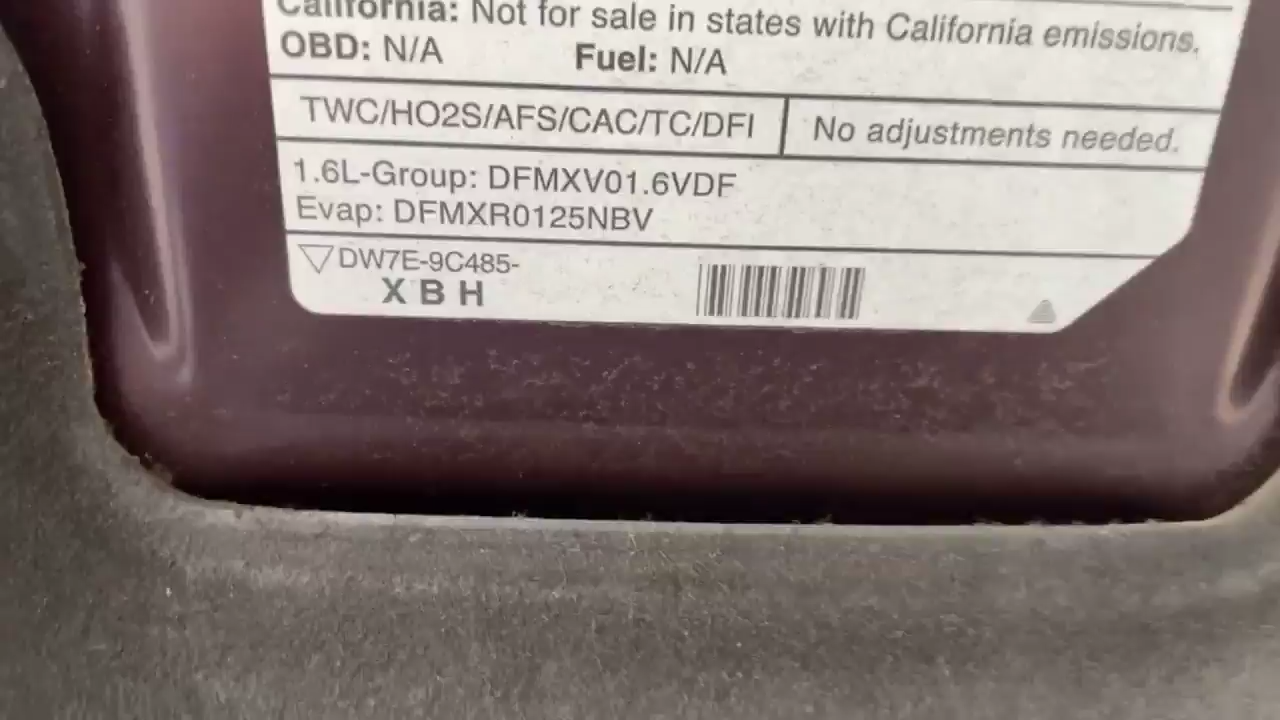 California: Not for sale in states with California emissions.
OBD: N/A Fuel: N/A
TWC/HO2S/AFS/CAC/TC/DFI No adjustments needed.
1.6L-Group: DFMXV01.6VDF
Evap: DFMXR0125NBV
DW7E-9C485-
XBH